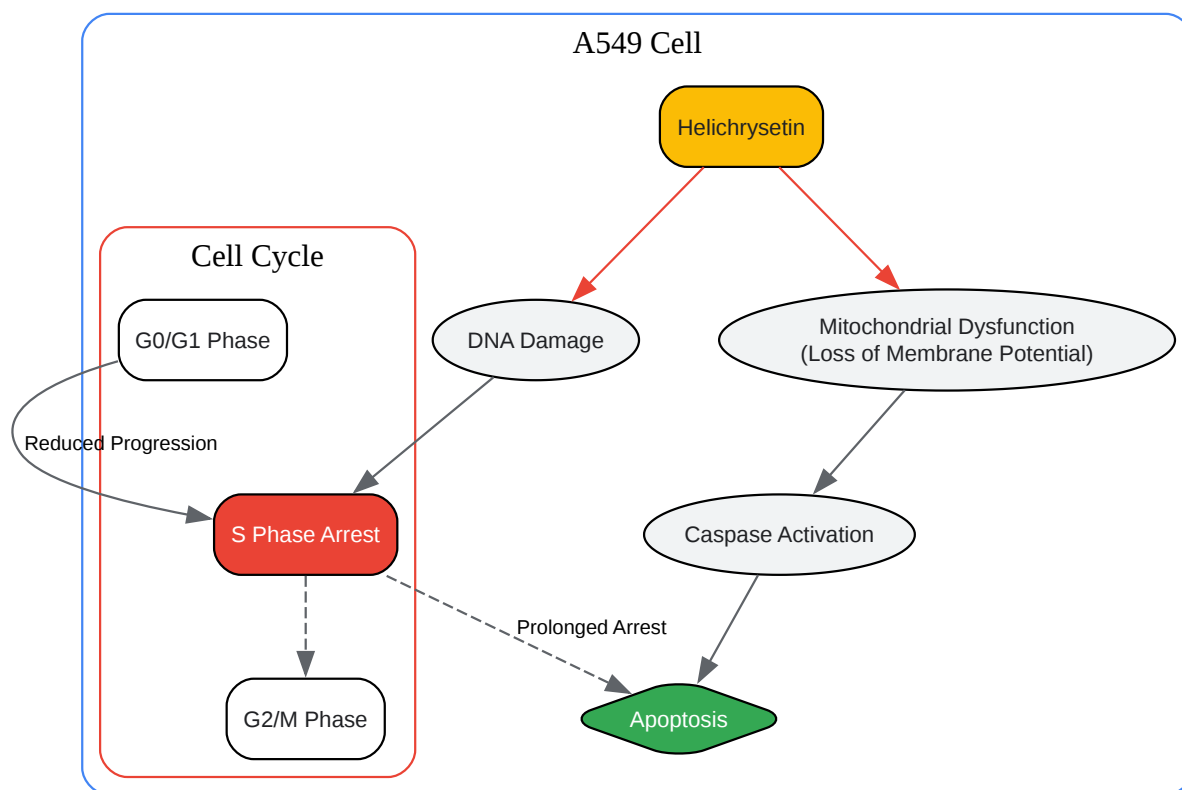 A549 Cell
Helichrysetin
Cell Cycle
G0/G1 Phase
DNA Damage
Mitochondrial Dysfunction
(Loss of Membrane Potential)
Reduced Progression
S Phase Arrest
Caspase Activation
Prolonged Arrest
G2/M Phase
Apoptosis